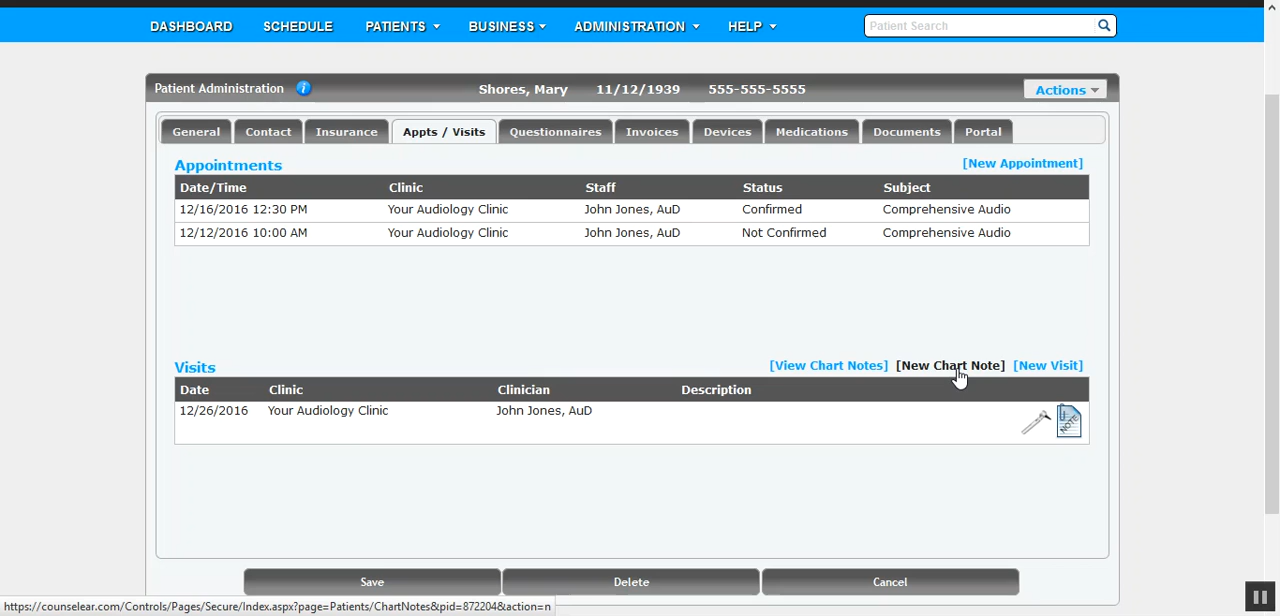 DASHBOARD SCHEDULE PATIENTS BUSINESS ADMINISTRATION HELP Patient Search
Patient Administration i Shores, Mary 11/12/1939 555-555-5555 Actions
General Contact Insurance Appts / Visits Questionnaires Invoices Devices Medications Documents Portal
Appointments [New Appointment]
Date/Time Clinic Staff Status Subject
12/16/2016 12:30 PM Your Audiology Clinic John Jones, AuD Confirmed Comprehensive Audio
12/12/2016 10:00 AM Your Audiology Clinic John Jones, AuD Not Confirmed Comprehensive Audio
Visits [View Chart Notes] [New Chart Note] [New Visit]
Date Clinic Clinician Description
12/26/2016 Your Audiology Clinic John Jones, AuD NOTE
Save Delete Cancel
https://counselear.com/Controls/Pages/Secure/Index.aspx?page=Patients/ChartNotes&pid=872204&action=n